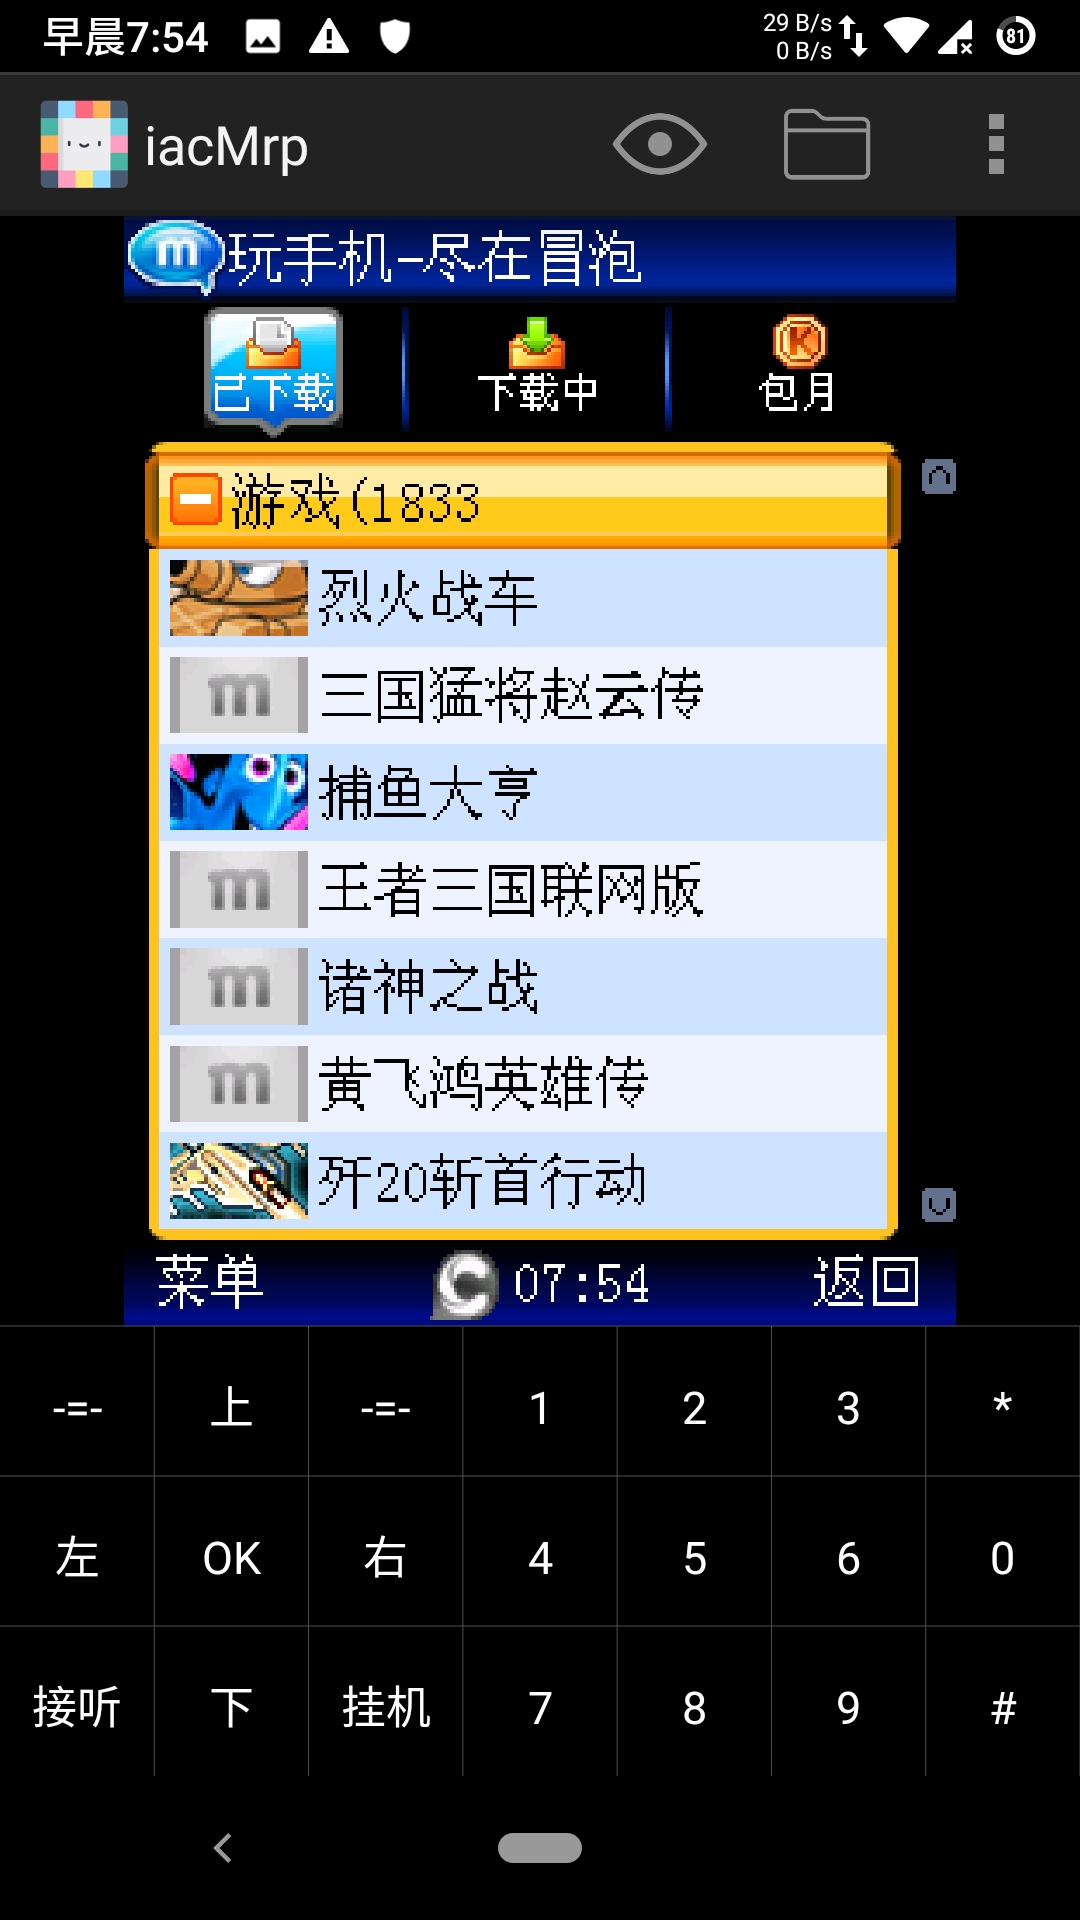 早晨7:54
29 B/s
0 B/s
81
iacMrp
m玩手机-尽在冒泡
已下载 下载中 K包月
游戏(1833
烈火战车
m 三国猛将赵云传
捕鱼大亨
m 王者三国联网版
m 诸神之战
m 黄飞鸿英雄传
歼20斩首行动
菜单 C 07:54 返回
-=- 上 -=- 1 2 3 *
左 OK 右 4 5 6 0
接听 下 挂机 7 8 9 #